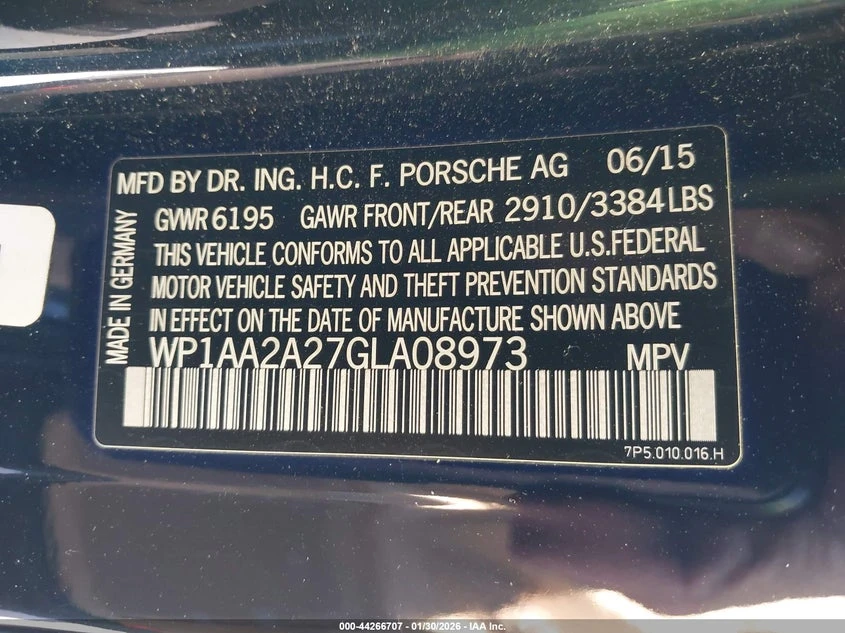 MFD BY DR. ING. H.C. F. PORSCHE AG 06/15
GVWR 6195 GAWR FRONT/REAR 2910/3384 LBS
THIS VEHICLE CONFORMS TO ALL APPLICABLE U.S.FEDERAL
MOTOR VEHICLE SAFETY AND THEFT PREVENTION STANDARDS
IN EFFECT ON THE DATE OF MANUFACTURE SHOWN ABOVE
WP1AA2A27GLA08973 MPV
7P5.010.016.H
MADE IN GERMANY
000-44266707 - 01/30/2026 - IAA Inc.